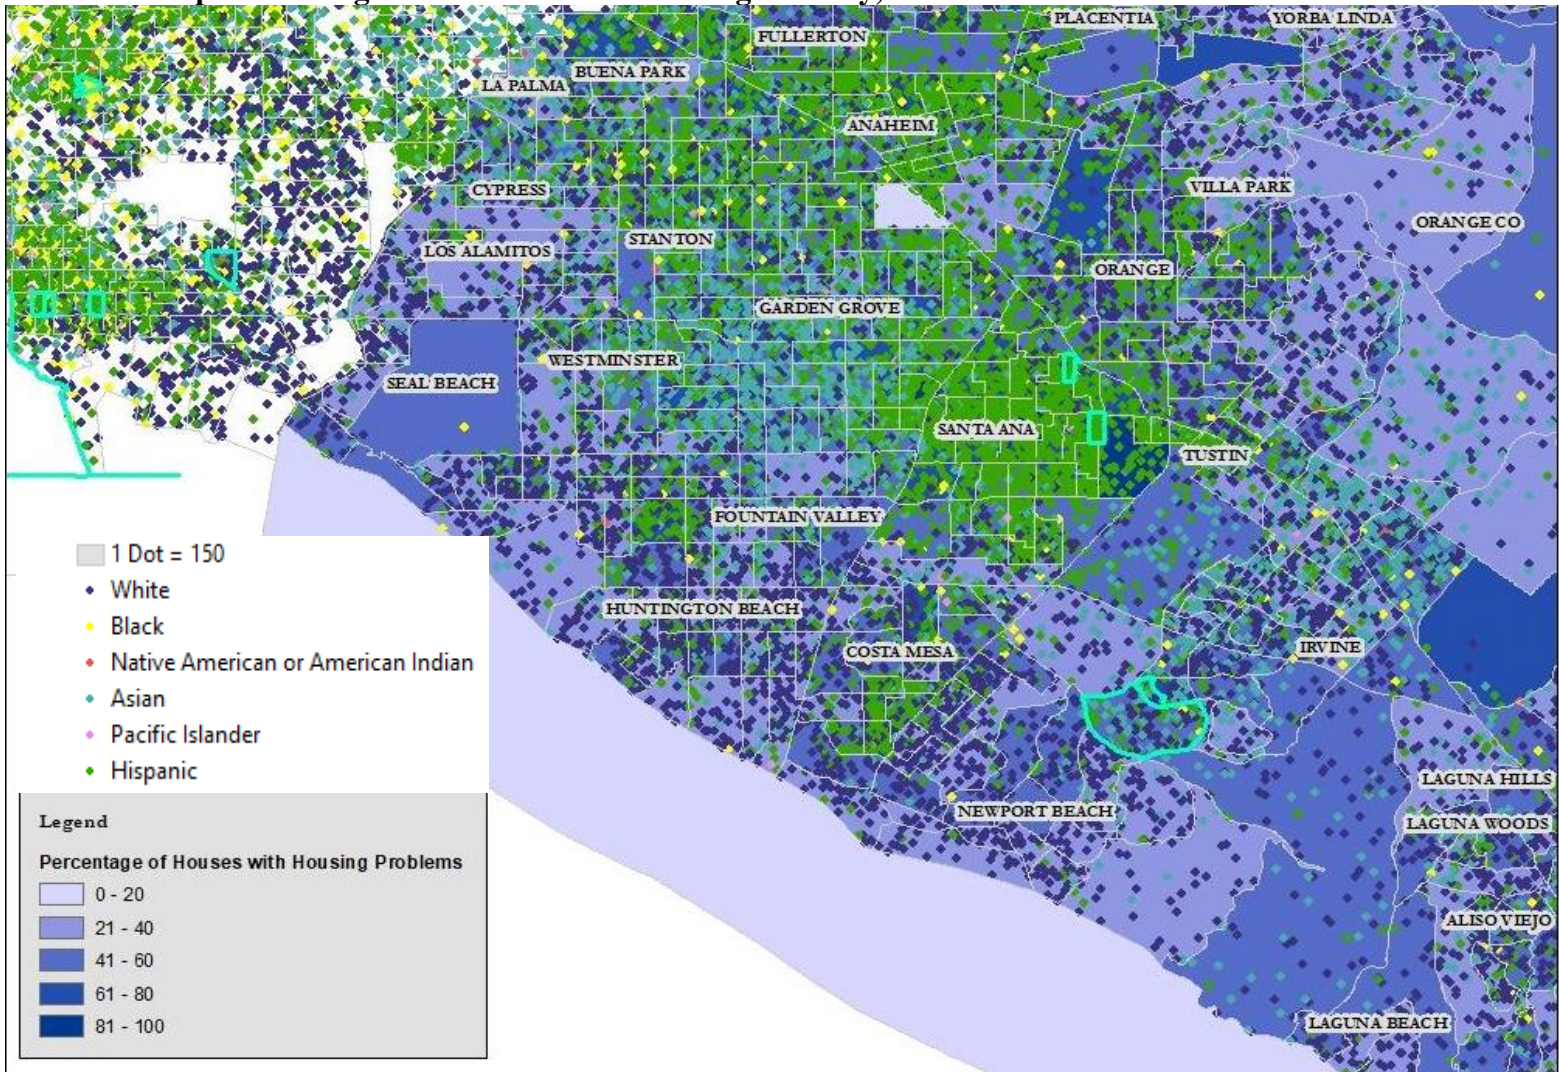 PLACENTIA
YORBA LINDA
FULLERTON
BUENA PARK
LA PALMA
ANAHEIM
CYPRESS
VILLA PARK
ORANGE CO
STANTON
LOS ALAMITOS
ORANGE
GARDEN GROVE
WESTMINSTER
SEAL BEACH
SANTA ANA
TUSTIN
FOUNTAIN VALLEY
HUNTINGTON BEACH
COSTA MESA
IRVINE
LAGUNA HILLS
NEWPORT BEACH
LAGUNA WOODS
ALISO VIEJO
LAGUNA BEACH
1 Dot = 150
White
Black
Native American or American Indian
Asian
Pacific Islander
Hispanic
Legend
Percentage of Houses with Housing Problems
0 - 20
21 - 40
41 - 60
61 - 80
81 - 100